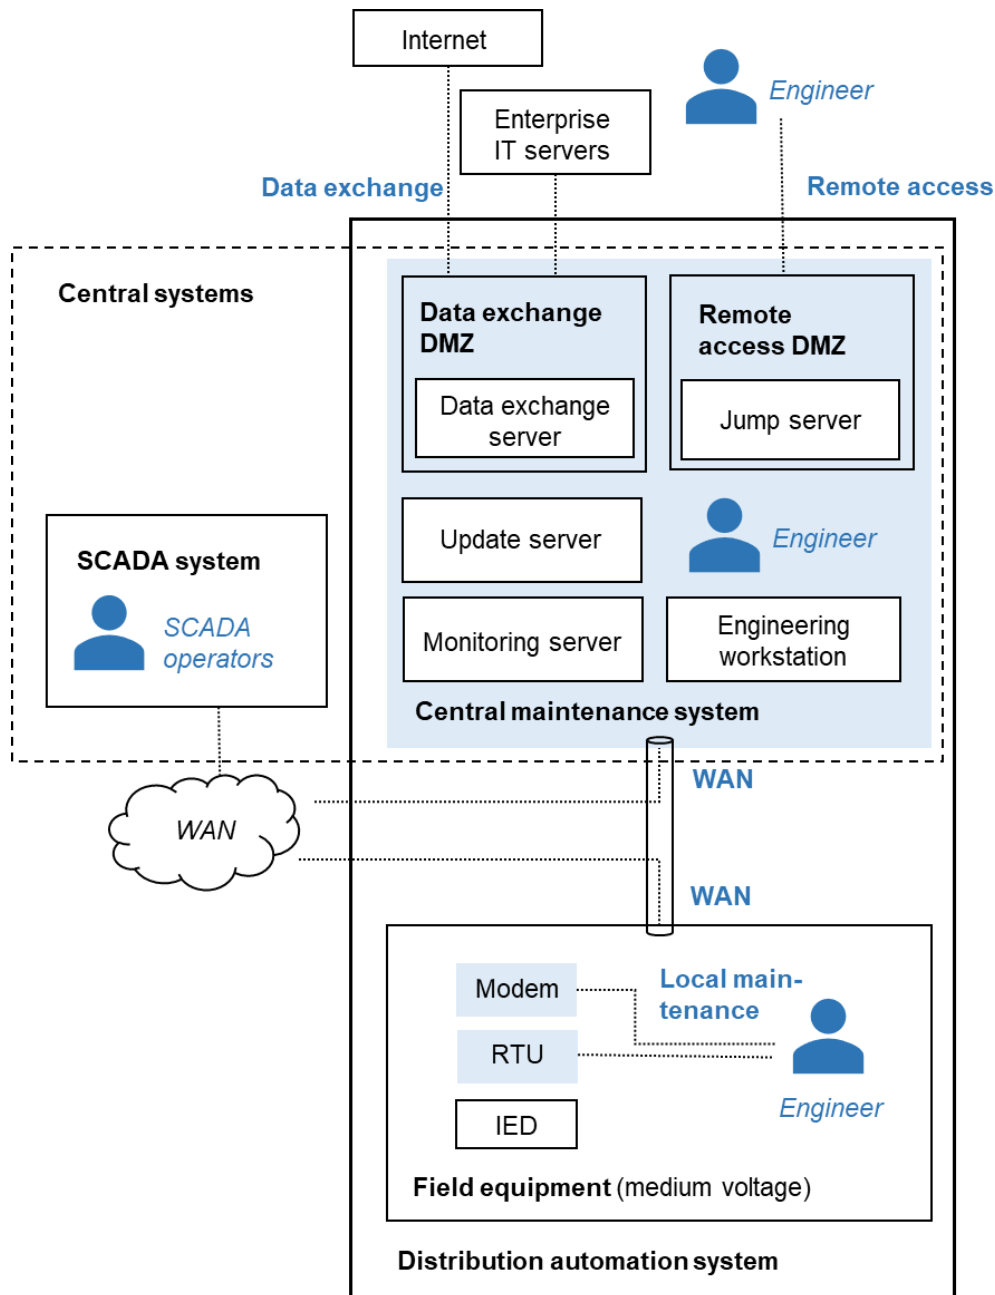 Internet
Enterprise
IT servers
Engineer
Data exchange
Remote access
Central systems
Data exchange
DMZ
Data exchange
server
Remote
access DMZ
Jump server
Update server
Engineer
SCADA system
SCADA
operators
Monitoring server
Engineering
workstation
Central maintenance system
WAN
WAN
WAN
Modem
Local main-
tenance
RTU
Engineer
IED
Field equipment (medium voltage)
Distribution automation system